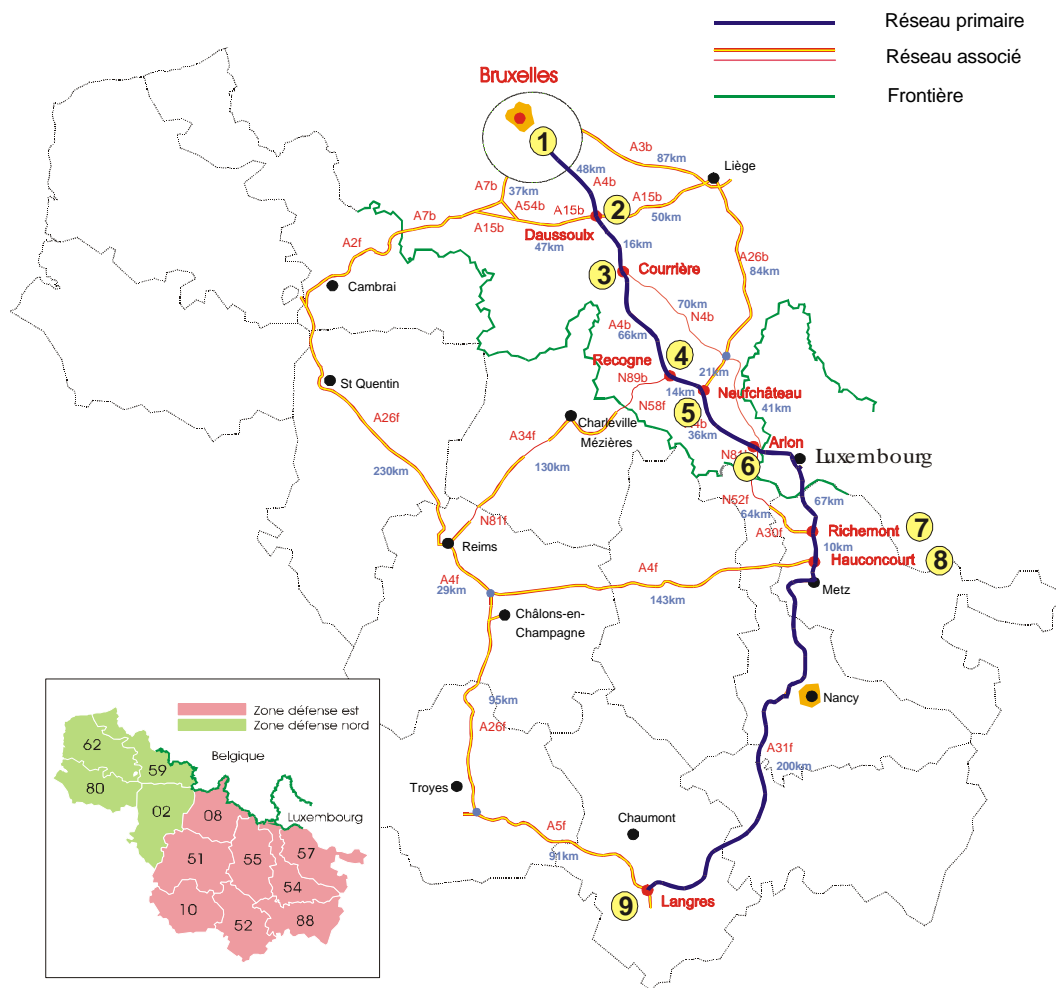 Réseau primaire
Réseau associé
Frontière
Bruxelles
1
A3b
87km
Liège
48km
A4b
A7b
37km
A54b
A15b
2
A15b
50km
A7b
A15b
47km
Daussoulx
16km
A2f
Cambrai
3
Courrière
A26b
84km
70km
N4b
A4b
66km
4
Recogne
21km
N89b
14km
Neufchâteau
St Quentin
N58f
5
41km
36km
Charleville
Mézières
A26f
A34f
130km
230km
Arlon
6
Luxembourg
67km
N52f
64km
A30f
N81f
Richemont
7
10km
Hauconcourt
8
Reims
A4f
29km
A4f
143km
Metz
Châlons-en-
Champagne
95km
A26f
Nancy
A31f
200km
Troyes
Chaumont
A5f
91km
9
Langres
Zone défense est
Zone défense nord
Belgique
Luxembourg
62
59
80
02
08
51
55
57
54
10
52
88